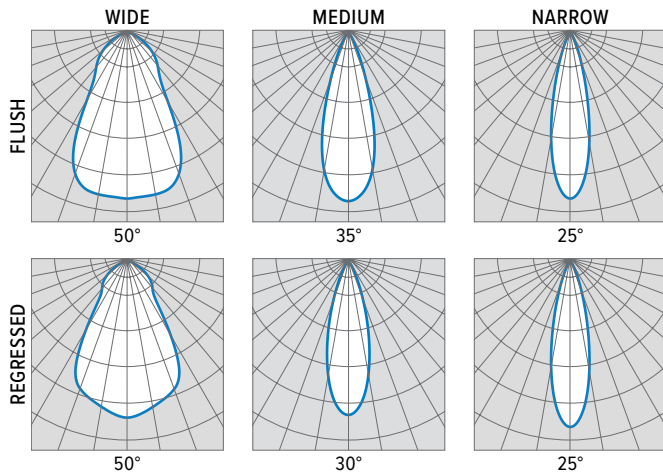 WIDE MEDIUM NARROW
FLUSH
50° 35° 25°
REGRESSED
50° 30° 25°